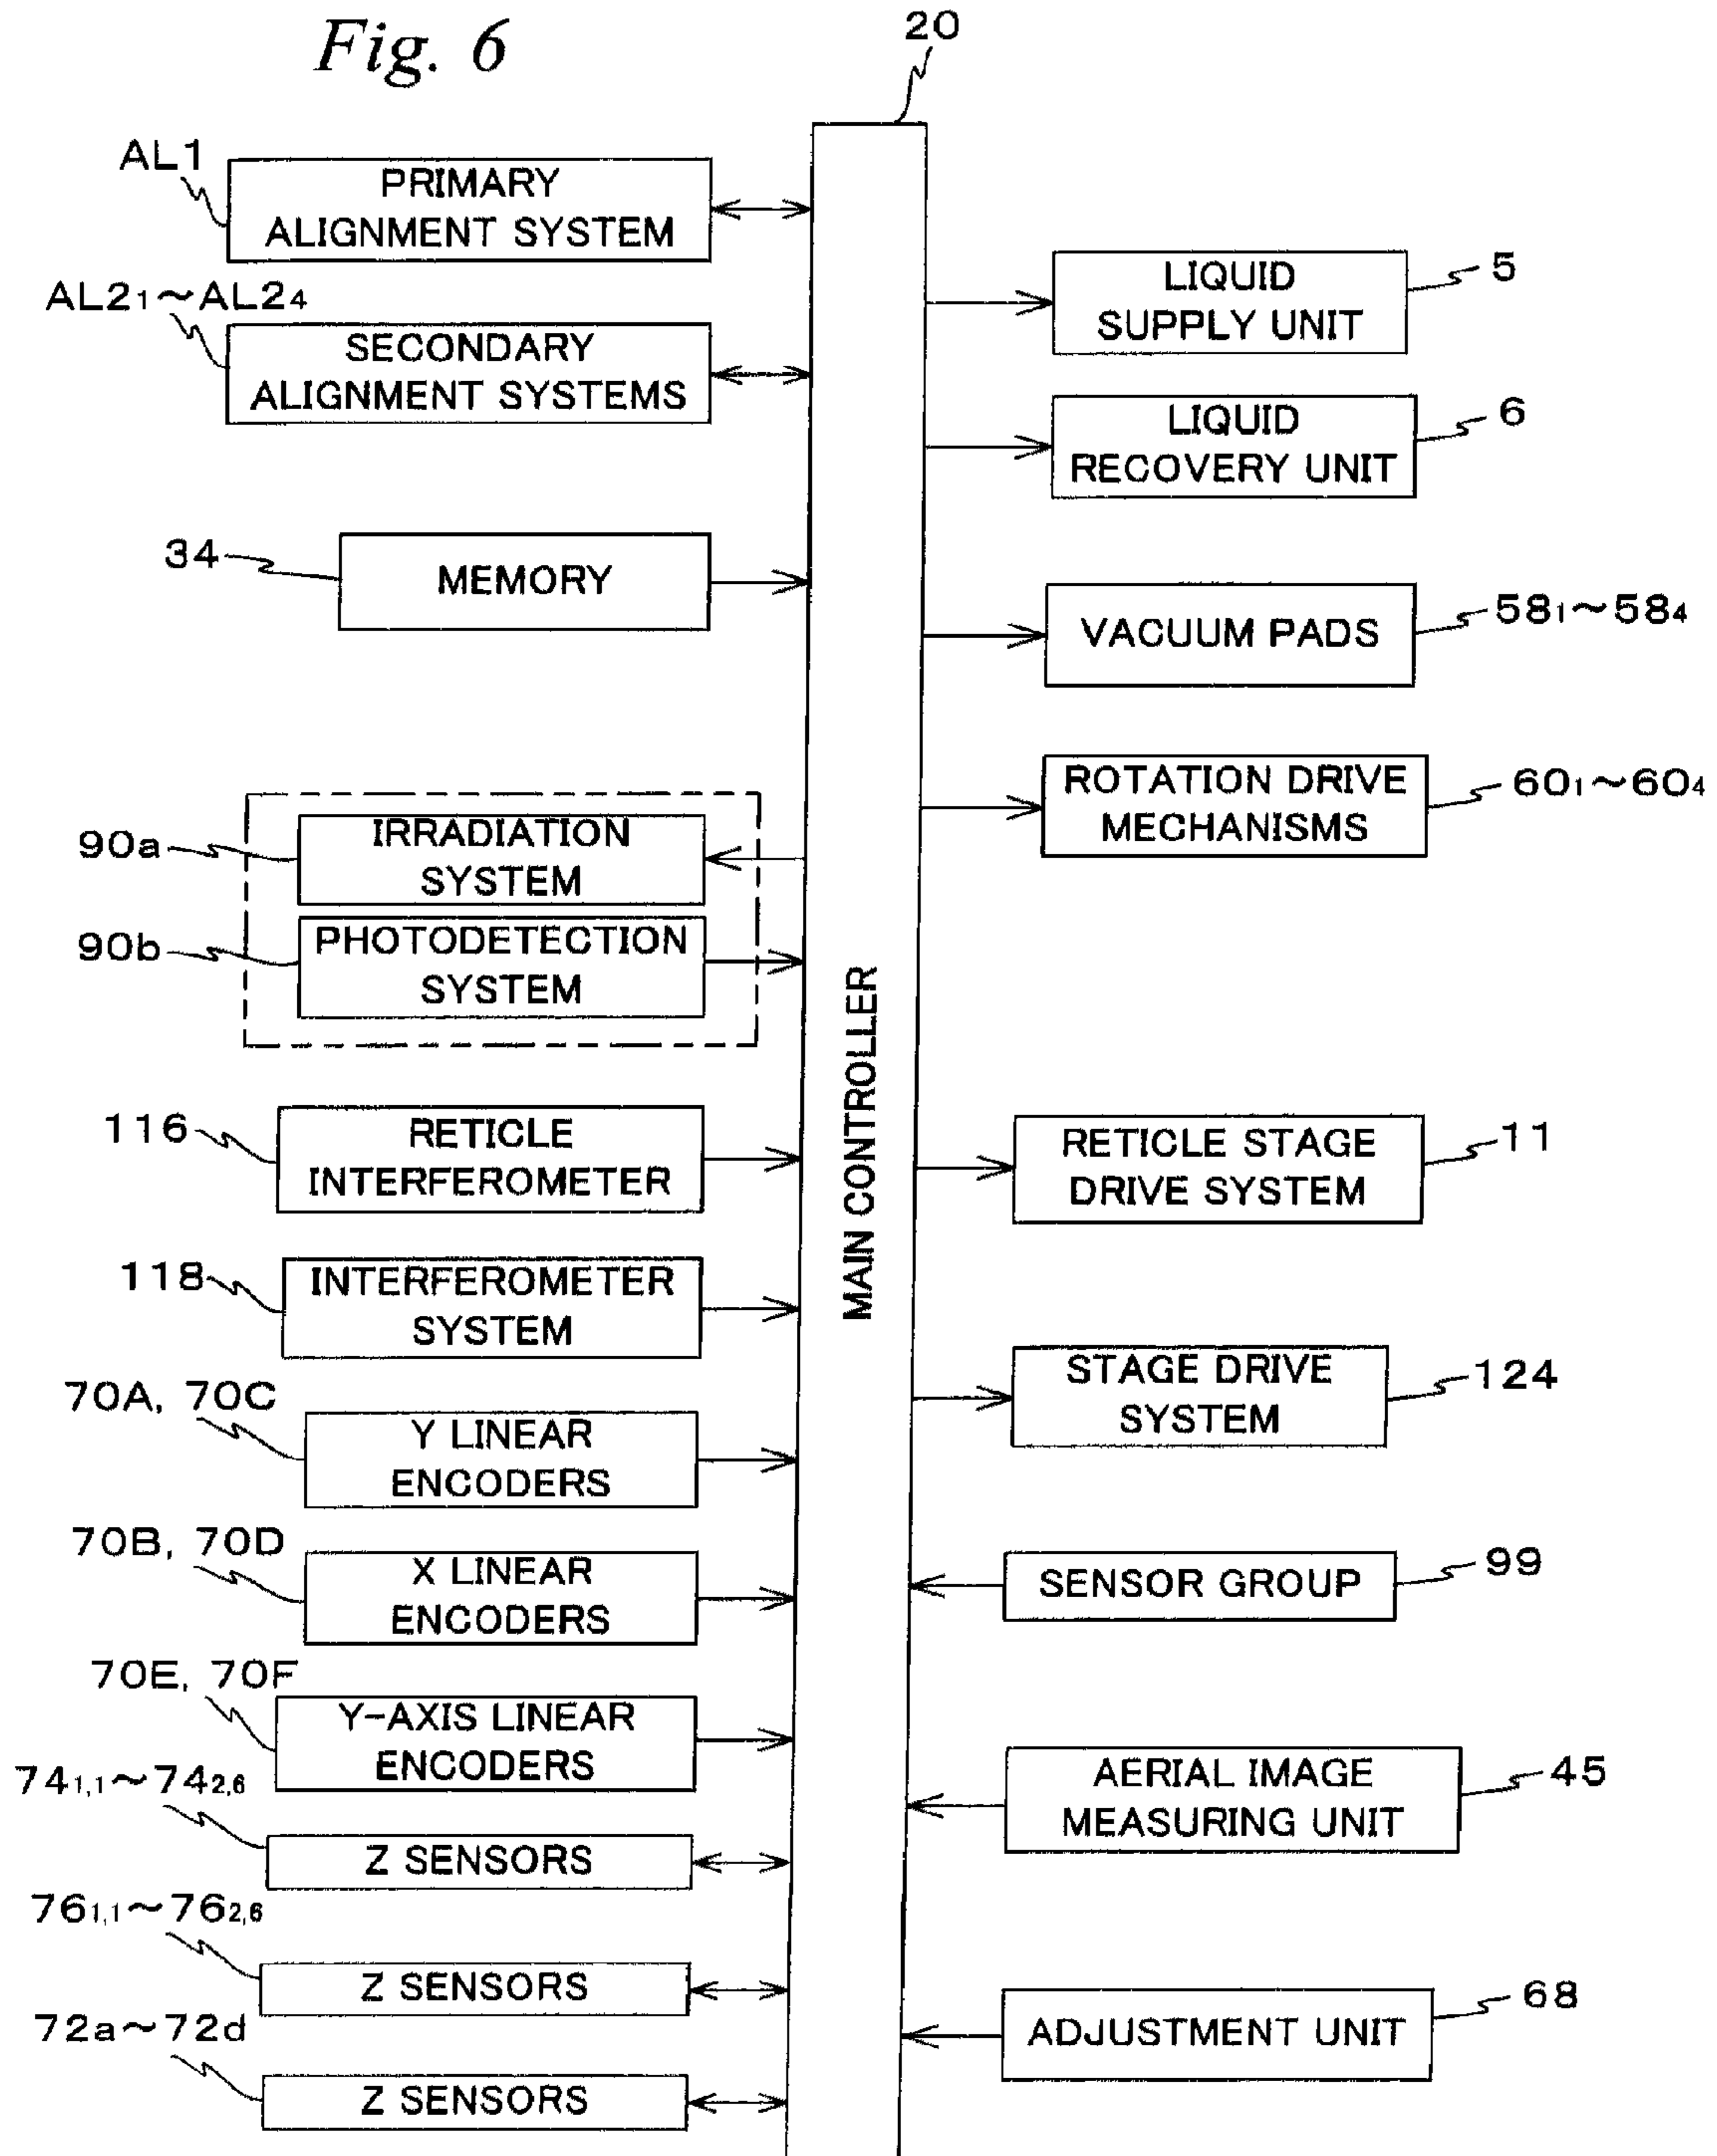 Fig. 6
20
AL1
PRIMARY
ALIGNMENT SYSTEM
AL21~AL24
SECONDARY
ALIGNMENT SYSTEMS
34
MEMORY
90a
IRRADIATION
SYSTEM
90b
PHOTODETECTION
SYSTEM
116
RETICLE
INTERFEROMETER
118
INTERFEROMETER
SYSTEM
70A, 70C
Y LINEAR
ENCODERS
70B, 70D
X LINEAR
ENCODERS
70E, 70F
Y-AXIS LINEAR
ENCODERS
741,1~742,6
Z SENSORS
761,1~762,6
Z SENSORS
72a~72d
Z SENSORS
MAIN CONTROLLER
LIQUID
SUPPLY UNIT
5
LIQUID
RECOVERY UNIT
6
VACUUM PADS
581~584
ROTATION DRIVE
MECHANISMS
601~604
RETICLE STAGE
DRIVE SYSTEM
11
STAGE DRIVE
SYSTEM
124
SENSOR GROUP
99
AERIAL IMAGE
MEASURING UNIT
45
ADJUSTMENT UNIT
68